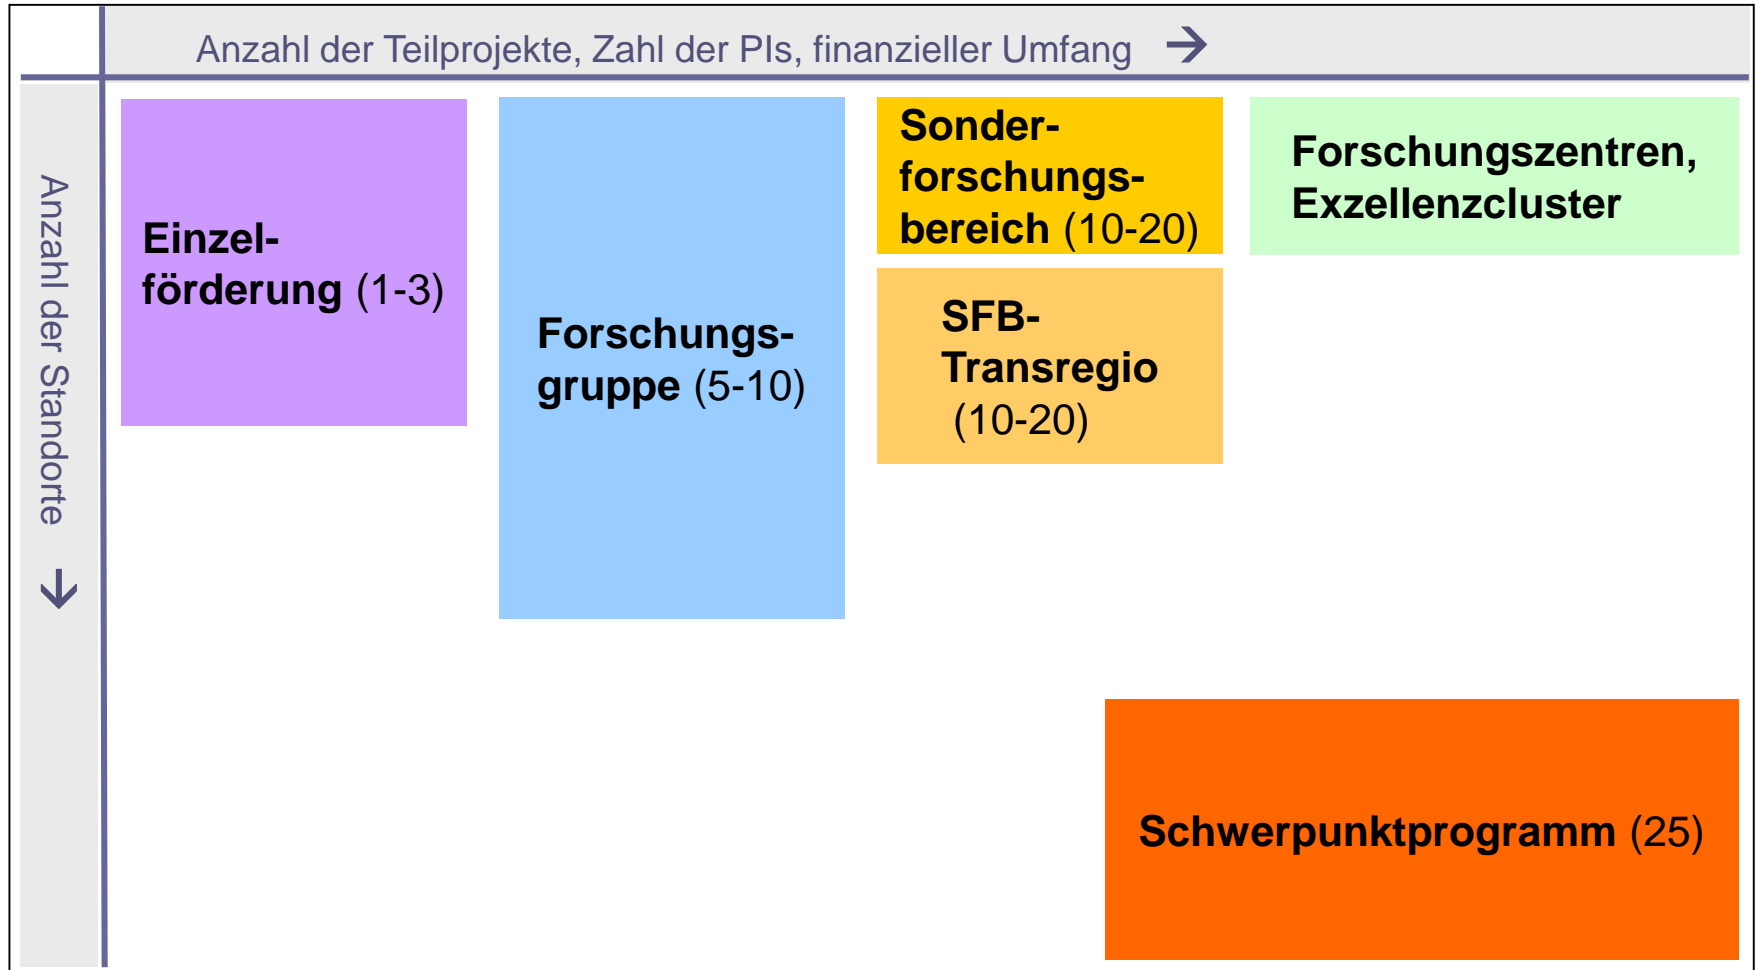 Anzahl der Teilprojekte, Zahl der PIs, finanzieller Umfang →
Anzahl der Standorte →
Einzel-
förderung (1-3)
Forschungs-
gruppe (5-10)
Sonder-
forschungs-
bereich (10-20)
SFB-
Transregio
(10-20)
Forschungszentren,
Exzellenzcluster
Schwerpunktprogramm (25)